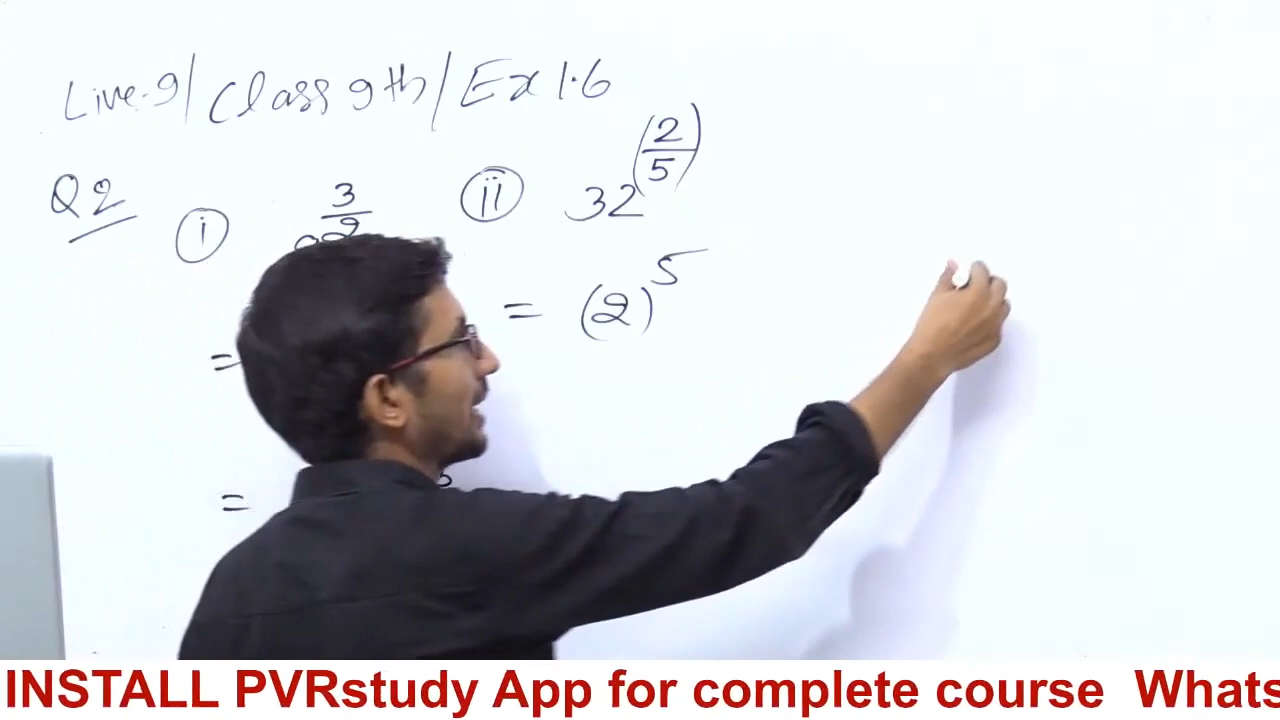 Live-9/ Class 9th/ Ex 1.6
Q2 (i) 9^(3/2) (ii) 32^(2/5)
= = (2)^5
=
INSTALL PVRstudy App for complete course Whats